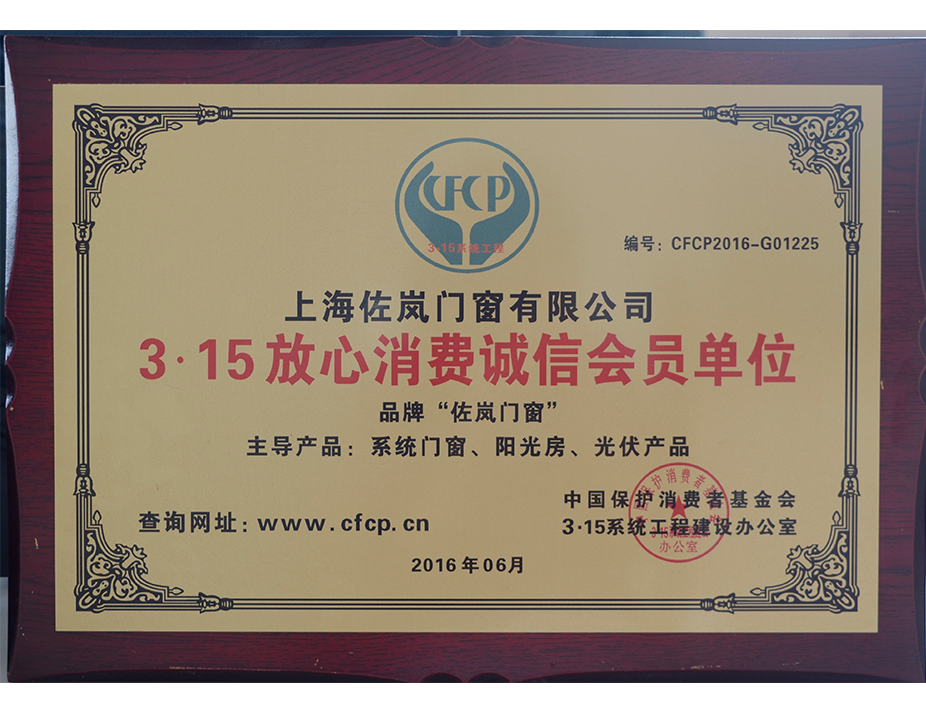 CFCP
3·15系统工程
编号：CFCP2016-G01225
上海佐岚门窗有限公司
3·15放心消费诚信会员单位
品牌“佐岚门窗”
主导产品：系统门窗、阳光房、光伏产品
中国保护消费者基金会
查询网址：www.cfcp.cn
3·15系统工程建设办公室
办公室
2016年06月